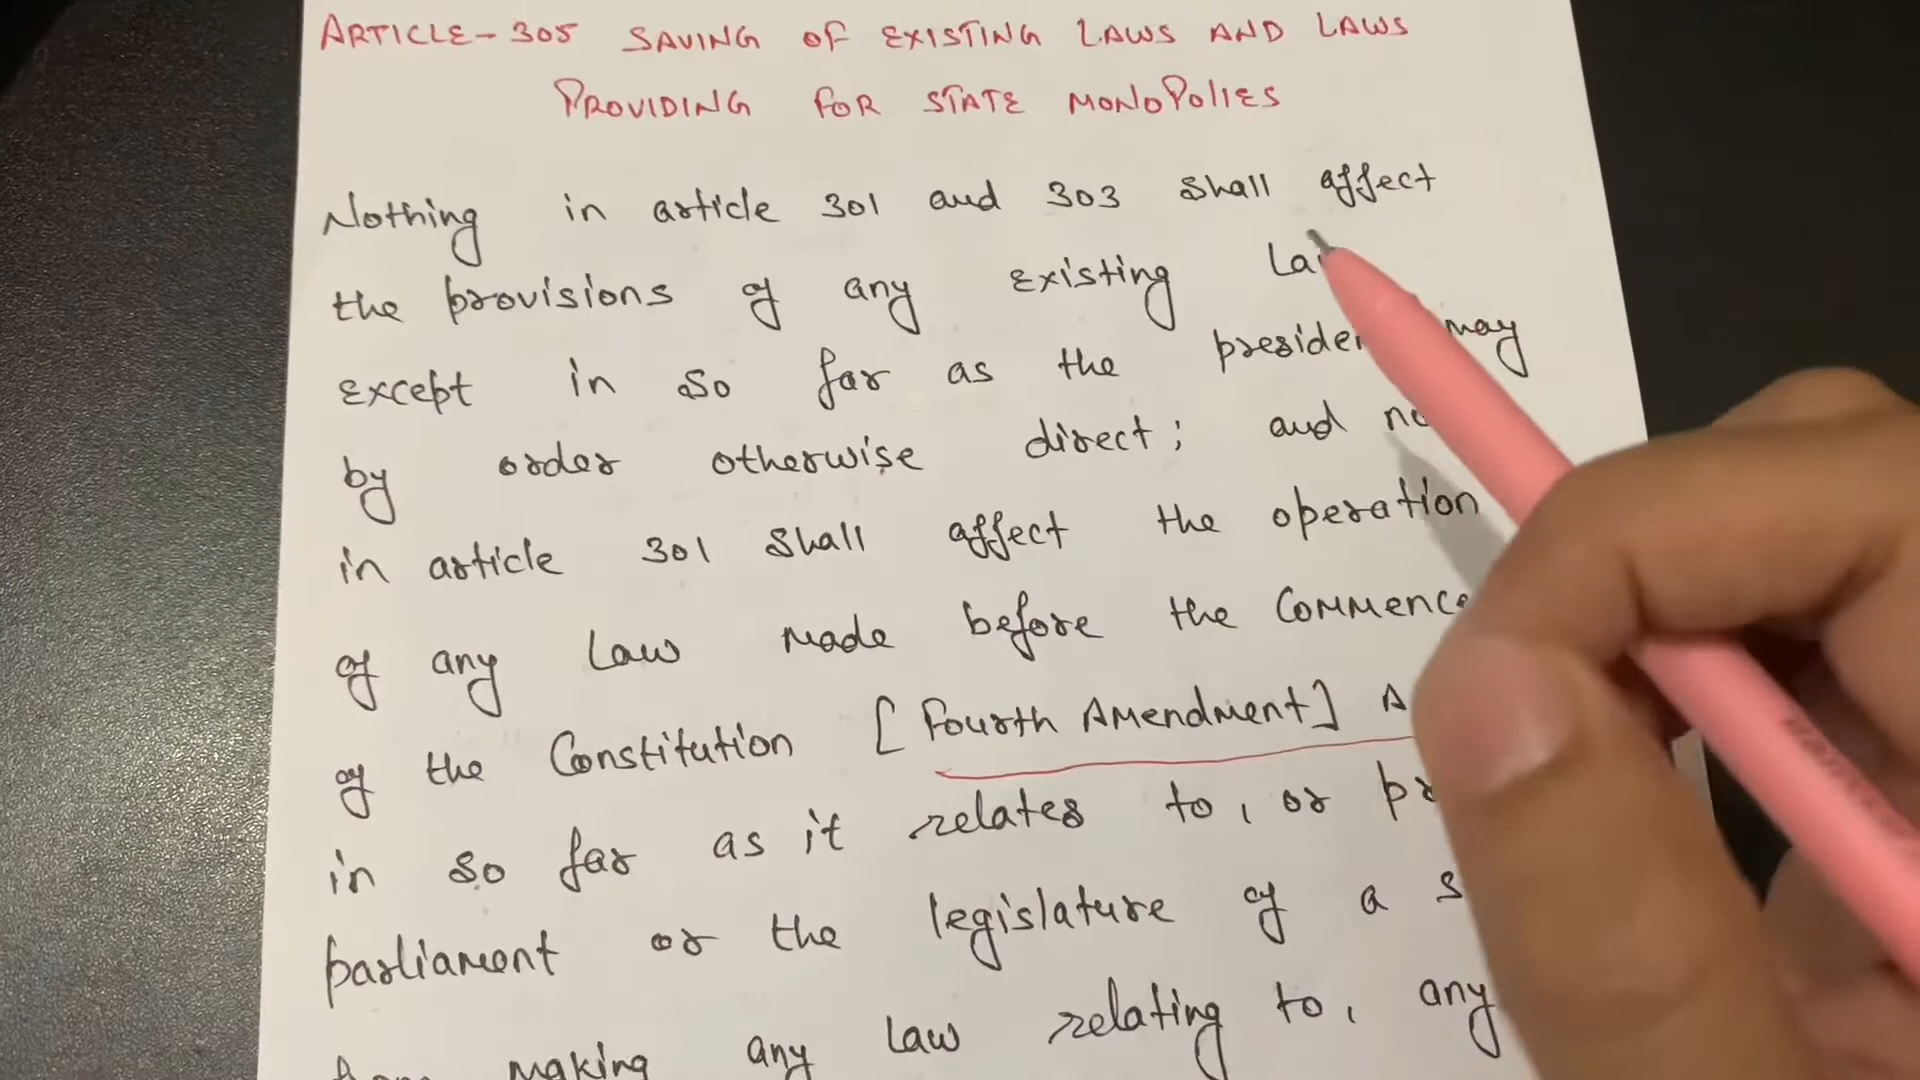 ARTICLE-305 SAVING OF EXISTING LAWS AND LAWS
PROVIDING FOR STATE MONOPOLIES
Nothing in article 301 and 303 shall affect
the provisions of any existing
except in so far as the may
by order otherwise direct; and
in article 301 shall affect the operation
of any law made before the
of the Constitution [Fourth Amendment]
in so far as it relates to, or
parliament or the legislature of a
making any law relating to, any